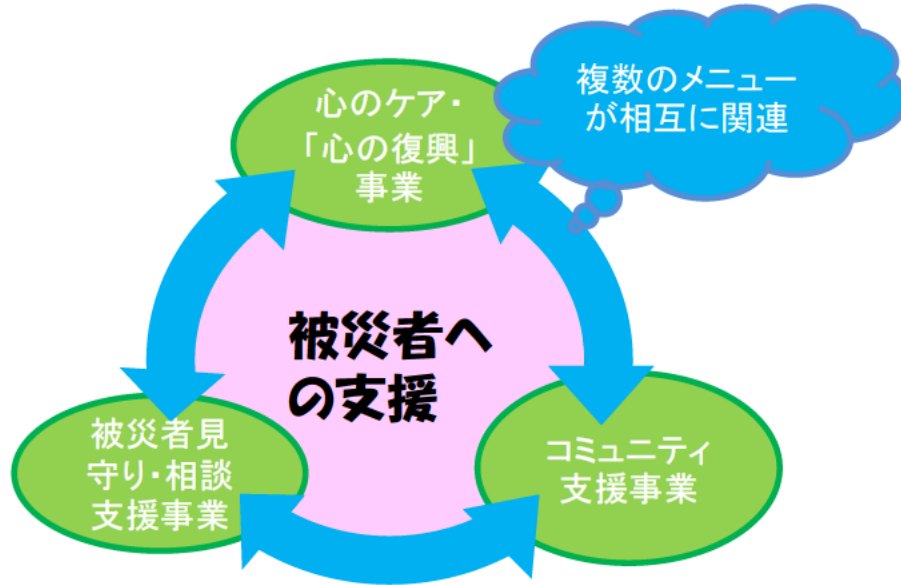 心のケア・
「心の復興」
事業
複数のメニュー
が相互に関連
被災者へ
の支援
被災者見
守り・相談
支援事業
コミュニティ
支援事業